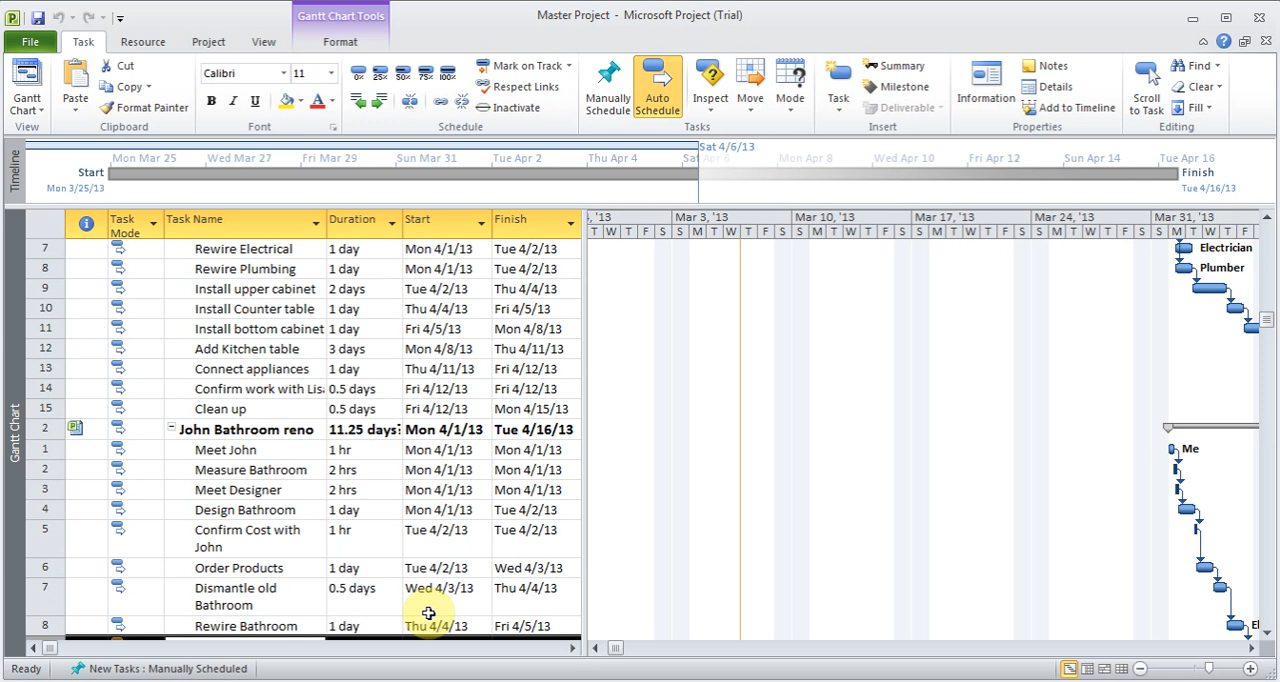 Gantt Chart Tools
Master Project - Microsoft Project (Trial)
File Task Resource Project View Format
Gantt Chart
View
Paste
Cut
Copy
Format Painter
Clipboard
Calibri 11
B I U A
Font
0% 25% 50% 75% 100%
Mark on Track
Respect Links
Inactivate
Schedule
Manually Schedule
Auto Schedule
Inspect
Move
Mode
Tasks
Task
Summary
Milestone
Deliverable
Insert
Information
Notes
Details
Add to Timeline
Properties
Scroll to Task
Find
Clear
Fill
Editing
Timeline
Sat 4/6/13
Mon Mar 25 Wed Mar 27 Fri Mar 29 Sun Mar 31 Tue Apr 2 Thu Apr 4 Sat Apr 6 Mon Apr 8 Wed Apr 10 Fri Apr 12 Sun Apr 14 Tue Apr 16
Start
Mon 3/25/13
Finish
Tue 4/16/13
Gantt Chart
Task Mode Task Name Duration Start Finish
, '13 Mar 3, '13 Mar 10, '13 Mar 17, '13 Mar 24, '13 Mar 31, '13
T W T F S S M T W T F S S M T W T F S S M T W T F S S M T W T F S S M T W T F
7 Rewire Electrical 1 day Mon 4/1/13 Tue 4/2/13 Electrician
8 Rewire Plumbing 1 day Mon 4/1/13 Tue 4/2/13 Plumber
9 Install upper cabinet 2 days Tue 4/2/13 Thu 4/4/13
10 Install Counter table 1 day Thu 4/4/13 Fri 4/5/13
11 Install bottom cabinet 1 day Fri 4/5/13 Mon 4/8/13
12 Add Kitchen table 3 days Mon 4/8/13 Thu 4/11/13
13 Connect appliances 1 day Thu 4/11/13 Fri 4/12/13
14 Confirm work with Lisa 0.5 days Fri 4/12/13 Fri 4/12/13
15 Clean up 0.5 days Fri 4/12/13 Mon 4/15/13
2 John Bathroom reno 11.25 days? Mon 4/1/13 Tue 4/16/13
1 Meet John 1 hr Mon 4/1/13 Mon 4/1/13 Me
2 Measure Bathroom 2 hrs Mon 4/1/13 Mon 4/1/13
3 Meet Designer 2 hrs Mon 4/1/13 Mon 4/1/13
4 Design Bathroom 1 day Mon 4/1/13 Tue 4/2/13
5 Confirm Cost with John 1 hr Tue 4/2/13 Tue 4/2/13
6 Order Products 1 day Tue 4/2/13 Wed 4/3/13
7 Dismantle old Bathroom 0.5 days Wed 4/3/13 Thu 4/4/13
8 Rewire Bathroom 1 day Thu 4/4/13 Fri 4/5/13
Ready New Tasks : Manually Scheduled